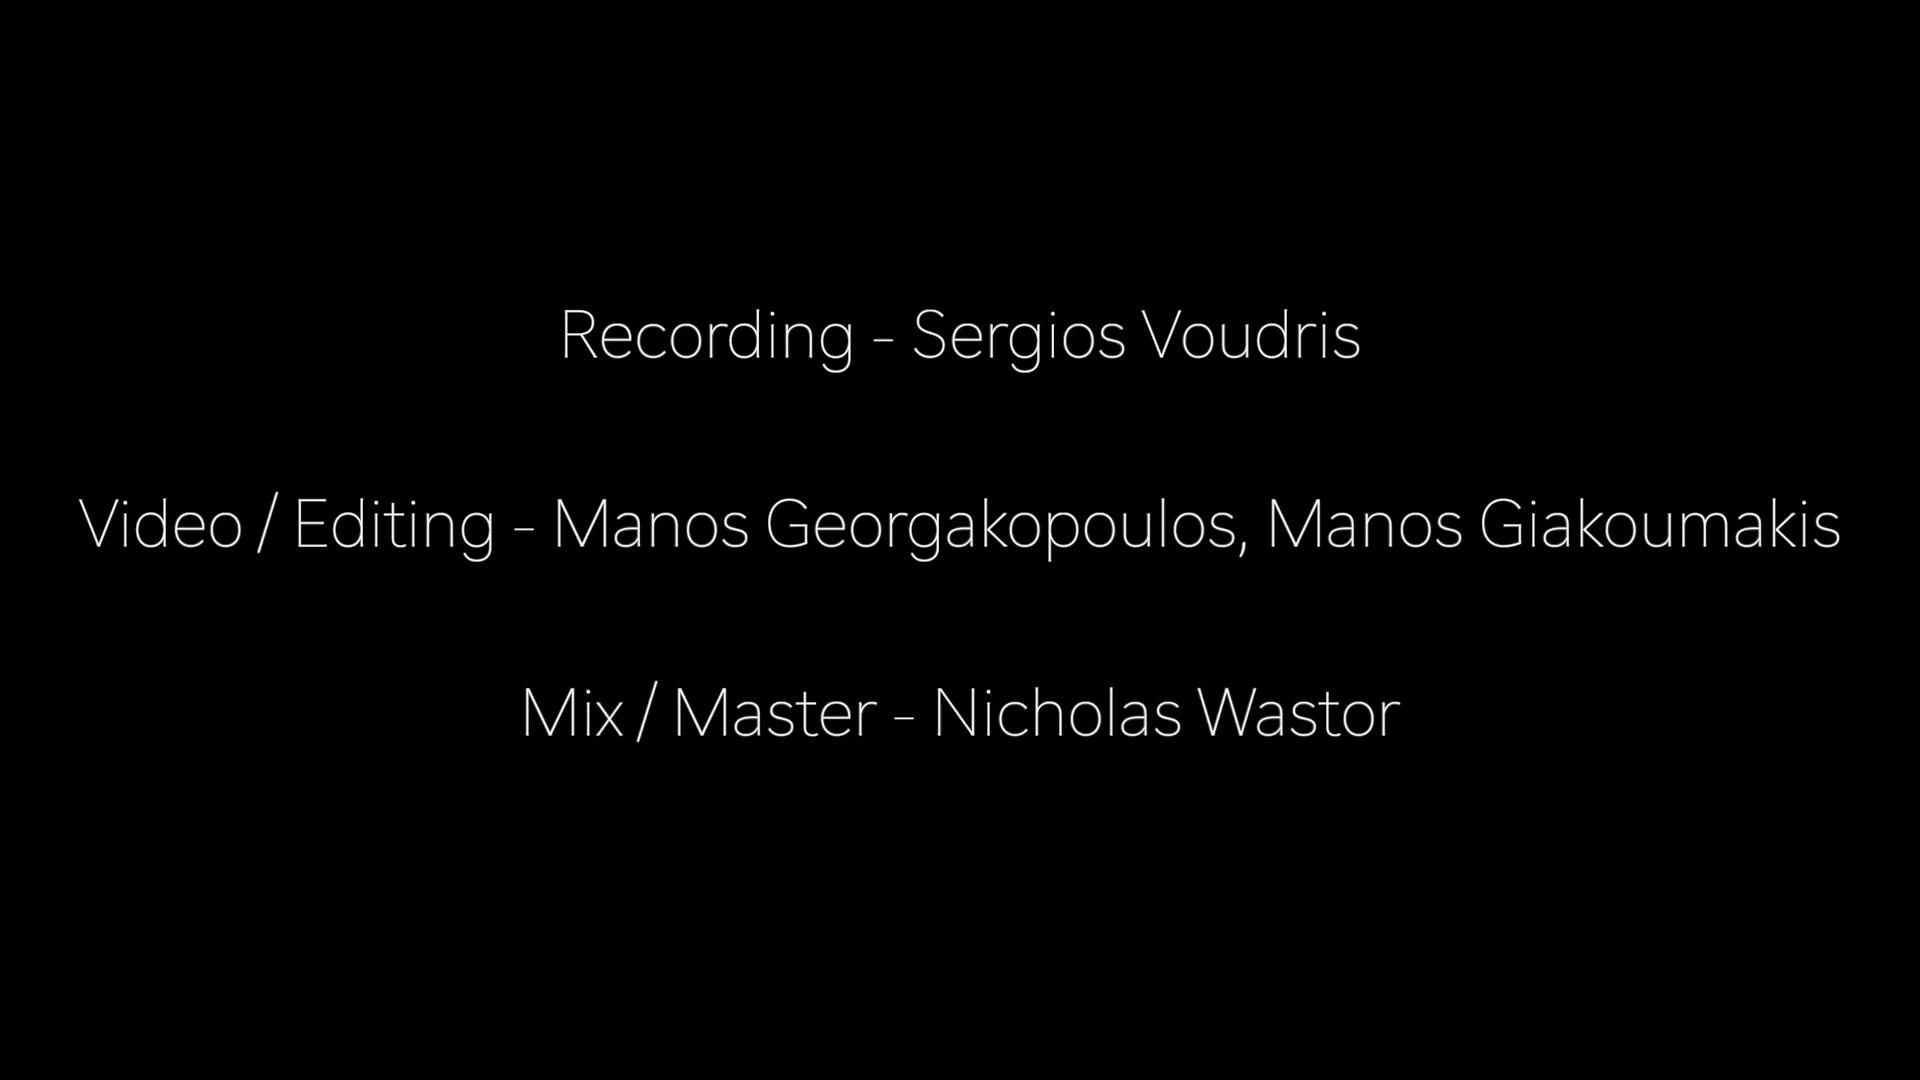 Recording - Sergios Voudris
Video / Editing - Manos Georgakopoulos, Manos Giakoumakis
Mix / Master - Nicholas Wastor